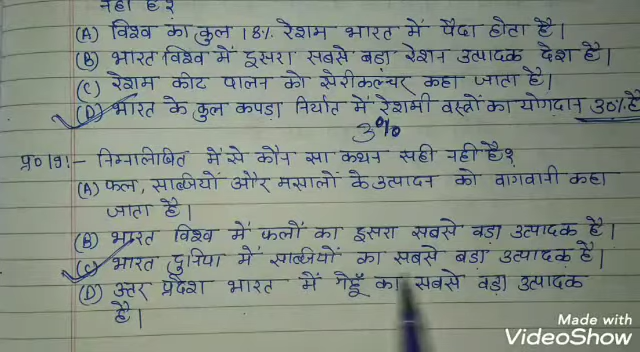 नहीं है?
(A) विश्व का कुल 18% रेशम भारत में पैदा होता है।
(B) भारत विश्व में दूसरा सबसे बड़ा रेशम उत्पादक देश है।
(C) रेशम कीट पालन को सेरीकल्चर कहा जाता है।
(D) भारत के कुल कपड़ा निर्यात में रेशमी वस्त्रों का योगदान 30% है
3%
प्र० 19:- निम्नलिखित में से कौन सा कथन सही नहीं है?
(A) फल, सब्जियों और मसालों के उत्पादन को बागवानी कहा
जाता है।
(B) भारत विश्व में फलों का दूसरा सबसे बड़ा उत्पादक है।
(C) भारत दुनिया में सब्जियों का सबसे बड़ा उत्पादक है।
(D) उत्तर प्रदेश भारत में गेहूँ का सबसे बड़ा उत्पादक
है।
Made with
VideoShow